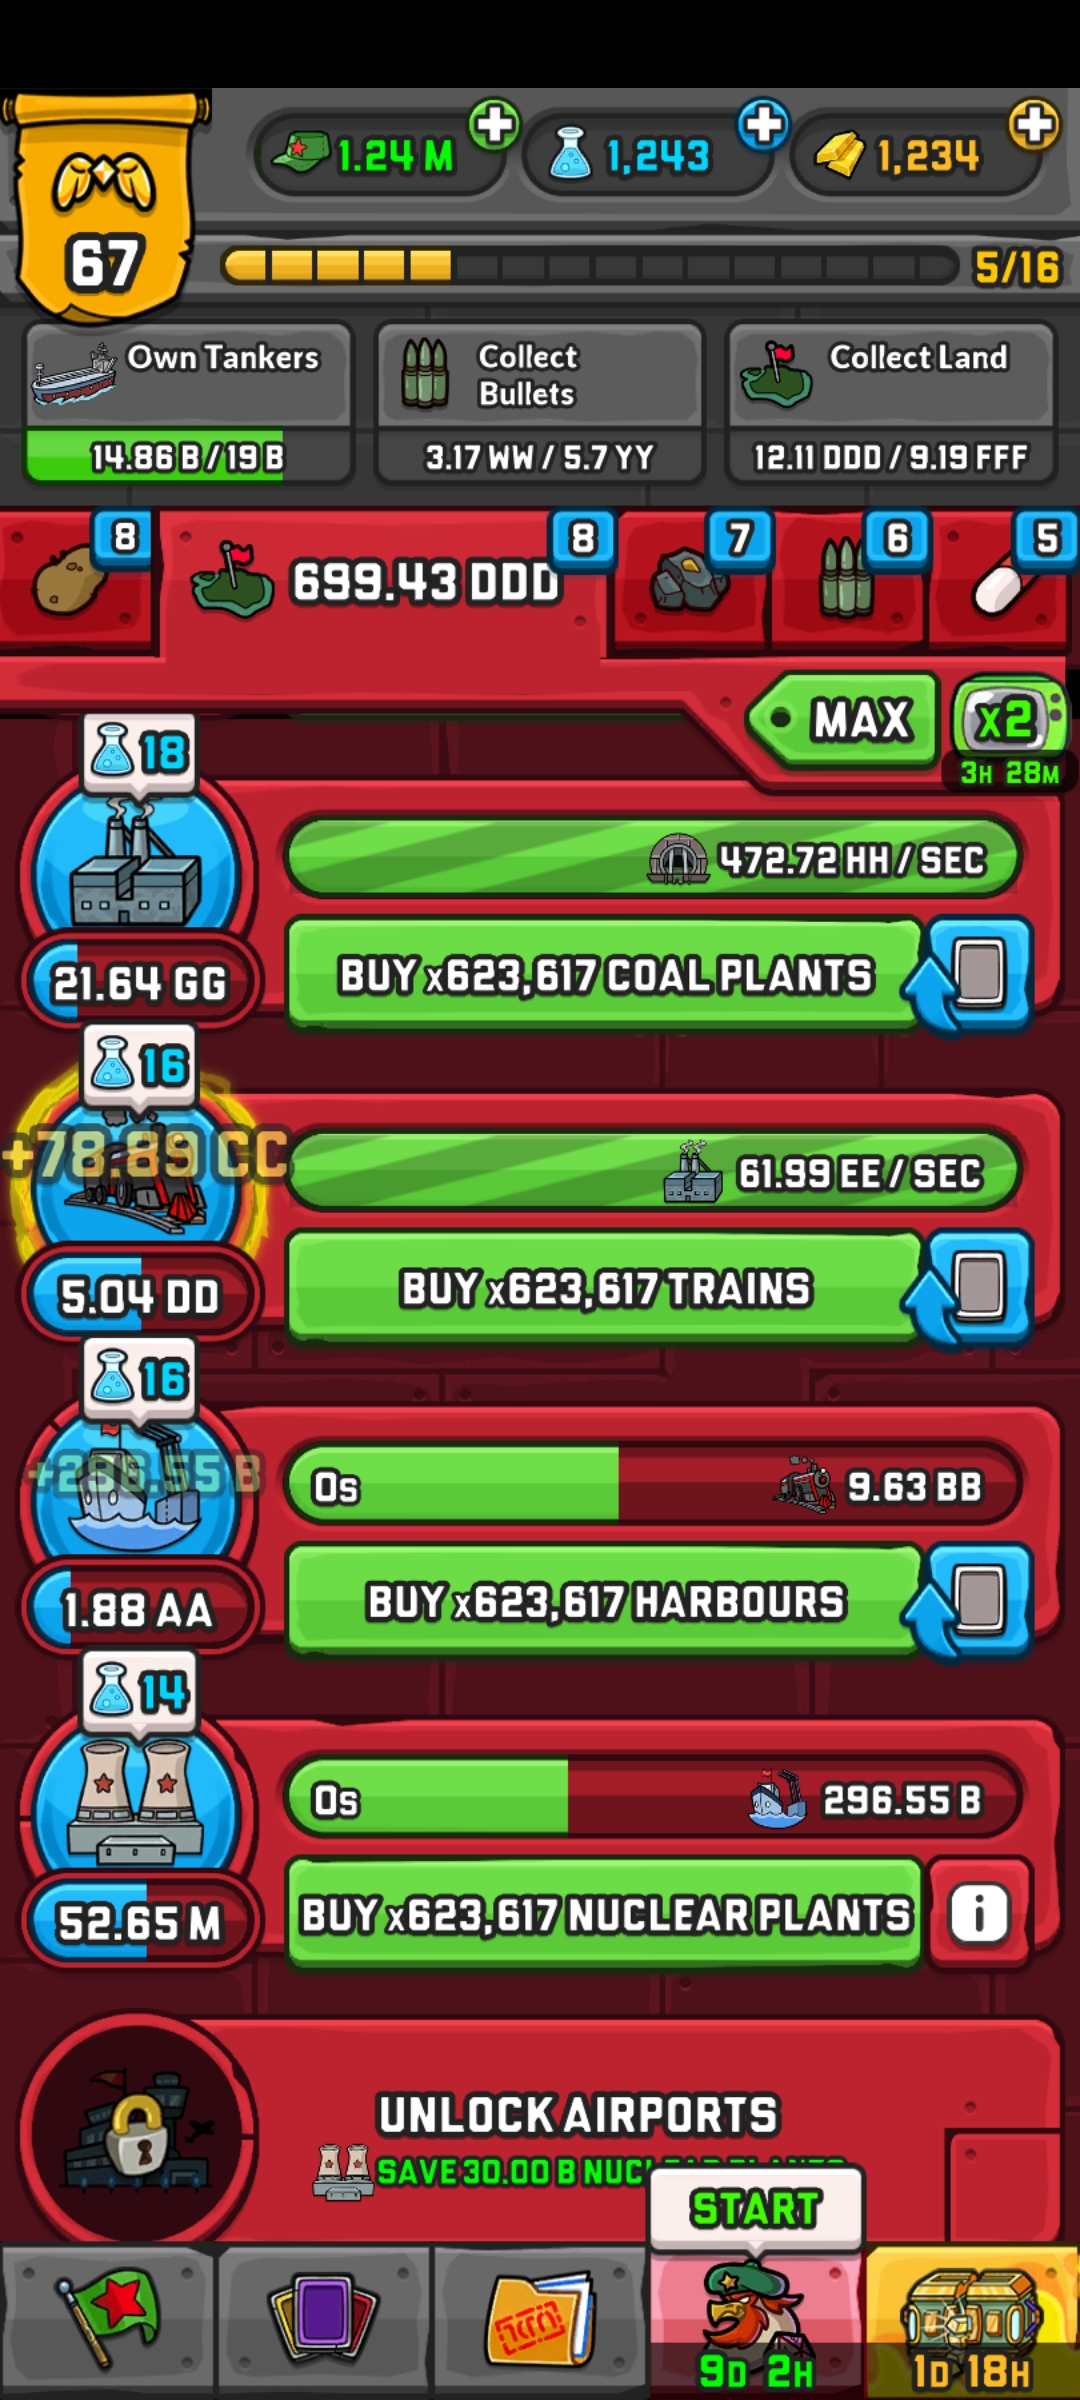 1.24 M
1,243
1,234
67
5/16
Own Tankers
14.86 B / 19 B
Collect
Bullets
3.17 WW / 5.7 YY
Collect Land
12.11 DDD / 9.19 FFF
8
699.43 DDD
8
7
6
5
MAX
x2
3H 28M
18
472.72 HH / SEC
21.64 GG
BUY x623,617 COAL PLANTS
16
+78.89 CC
61.99 EE / SEC
5.04 DD
BUY x623,617 TRAINS
16
+296.55 B
0s
9.63 BB
1.88 AA
BUY x623,617 HARBOURS
14
0s
296.55 B
52.65 M
BUY x623,617 NUCLEAR PLANTS
i
UNLOCK AIRPORTS
SAVE 30.00 B
START
9D 2H
1D 18H